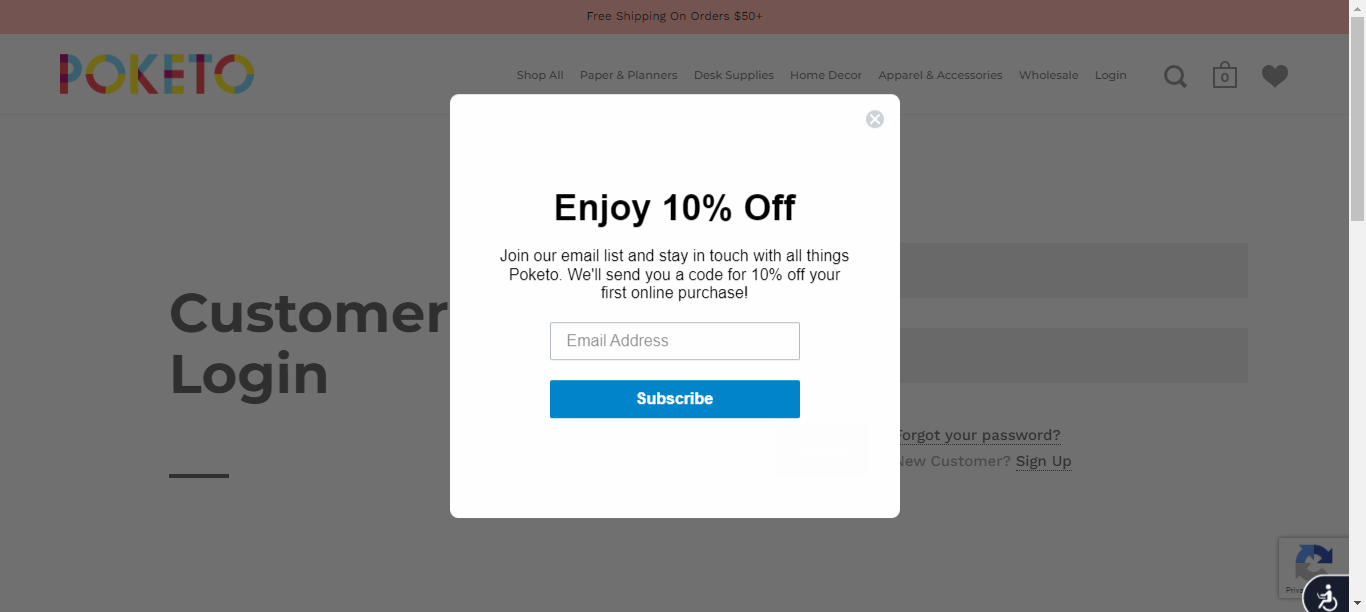 Free Shipping On Orders $50+
POKETO
Shop All Paper & Planners Desk Supplies Home Decor Apparel & Accessories Wholesale Login
0
Enjoy 10% Off
Join our email list and stay in touch with all things
Poketo. We'll send you a code for 10% off your
first online purchase!
Email Address
Subscribe
Customer
Login
Forgot your password?
New Customer? Sign Up